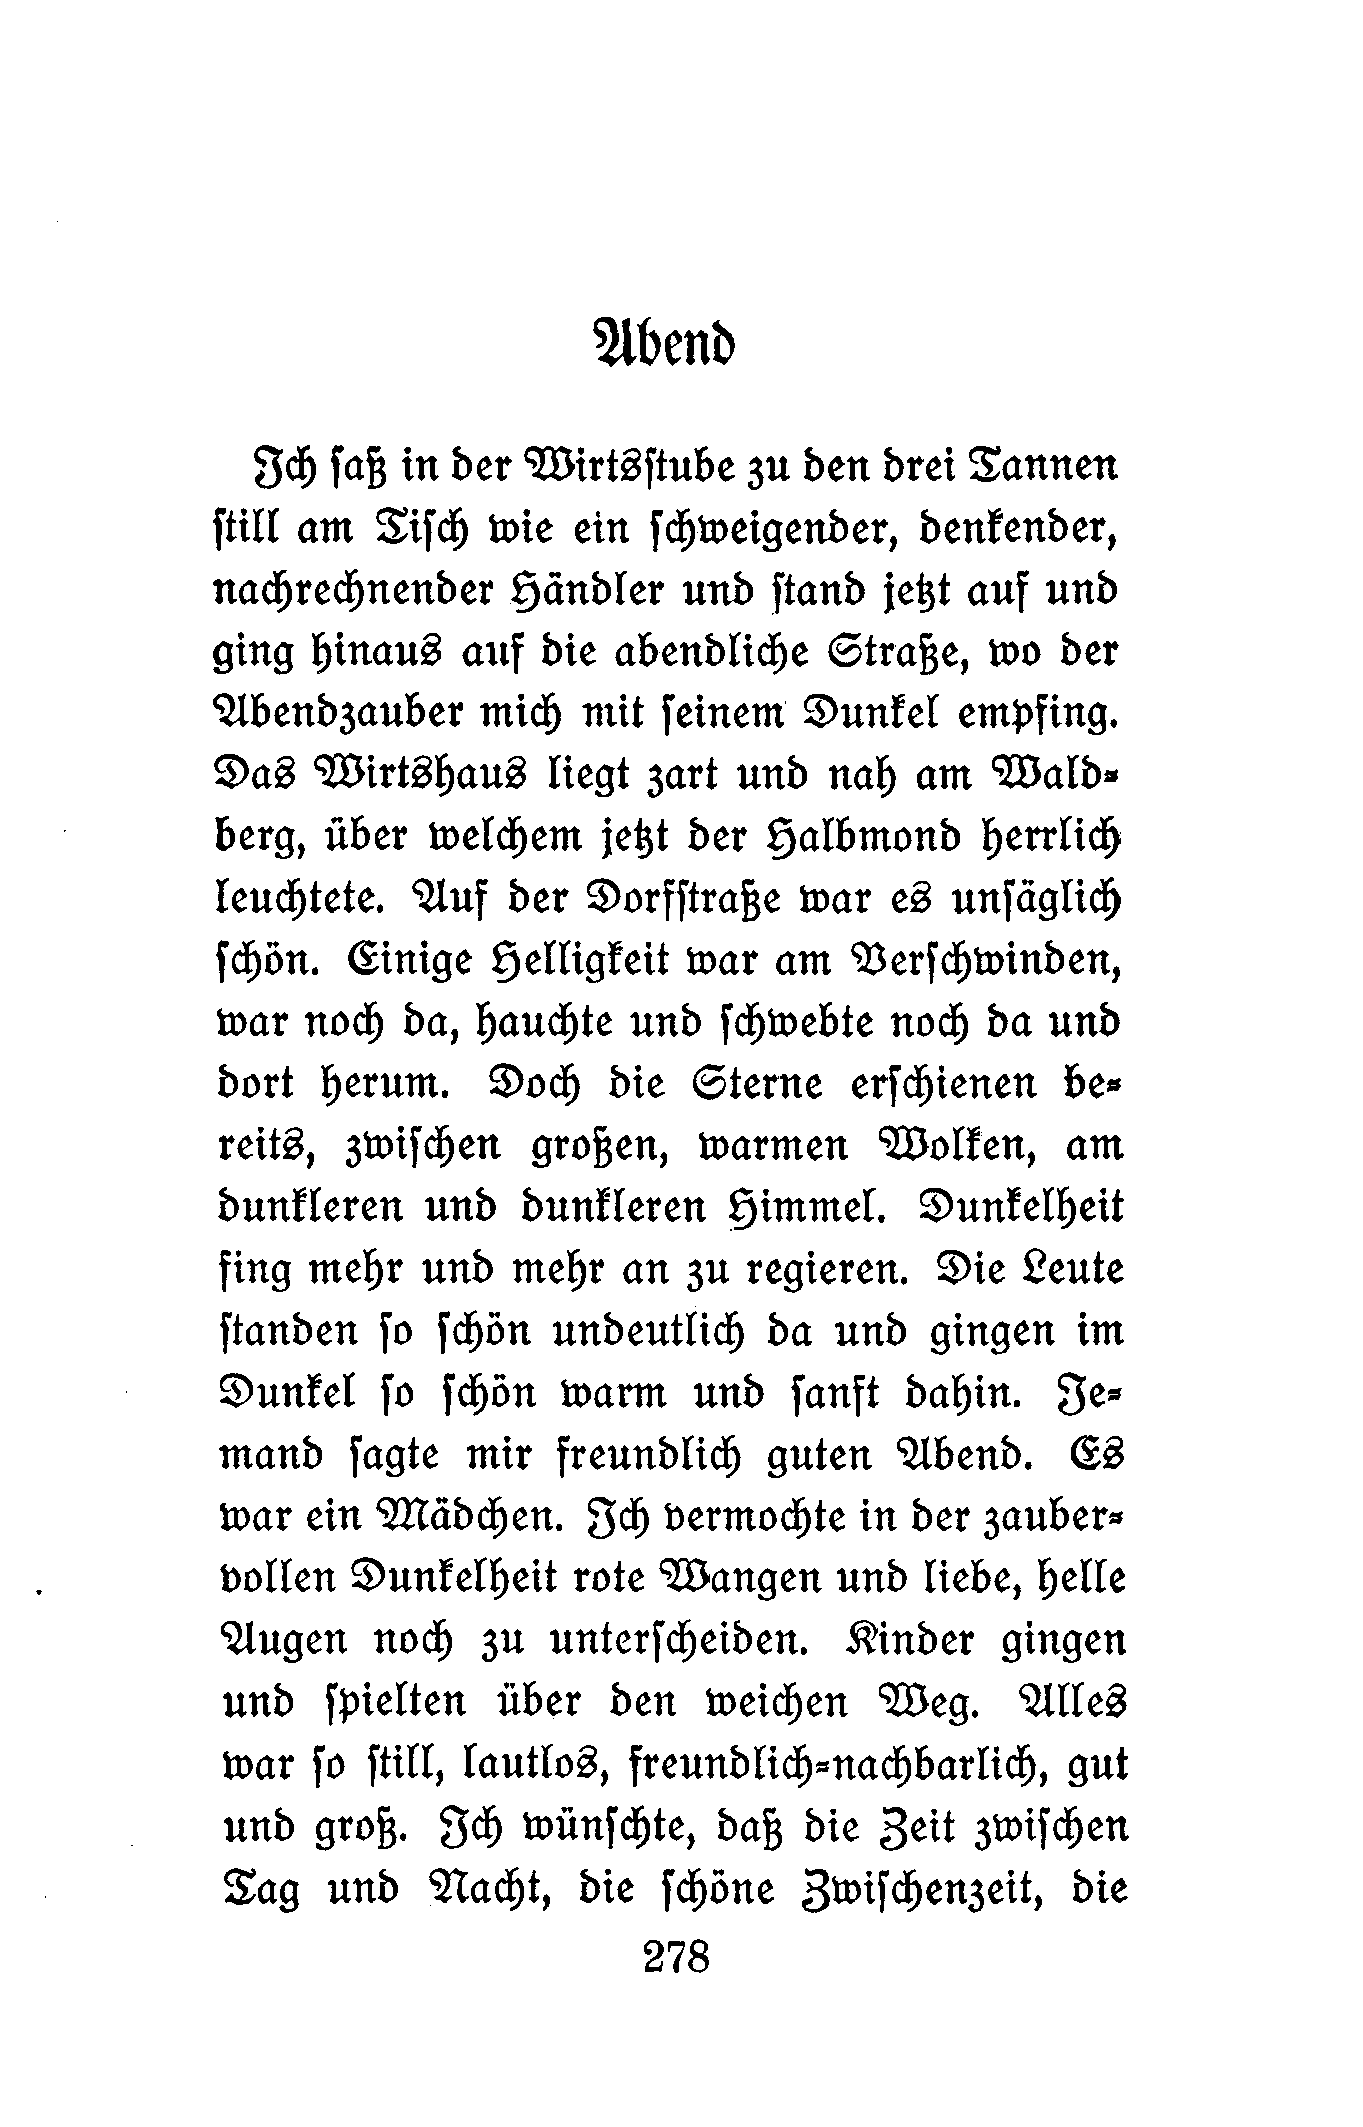 Abend
Ich saß in der Wirtsstube zu den drei Tannen
still am Tisch wie ein schweigender, denkender,
nachrechnender Händler und stand jetzt auf und
ging hinaus auf die abendliche Straße, wo der
Abendzauber mich mit seinem Dunkel empfing.
Das Wirtshaus liegt zart und nah am Wald-
berg, über welchem jetzt der Halbmond herrlich
leuchtete. Auf der Dorfstraße war es unsäglich
schön. Einige Helligkeit war am Verschwinden,
war noch da, hauchte und schwebte noch da und
dort herum. Doch die Sterne erschienen be-
reits, zwischen großen, warmen Wolken, am
dunkleren und dunkleren Himmel. Dunkelheit
fing mehr und mehr an zu regieren. Die Leute
standen so schön undeutlich da und gingen im
Dunkel so schön warm und sanft dahin. Je-
mand sagte mir freundlich guten Abend. Es
war ein Mädchen. Ich vermochte in der zauber-
vollen Dunkelheit rote Wangen und liebe, helle
Augen noch zu unterscheiden. Kinder gingen
und spielten über den weichen Weg. Alles
war so still, lautlos, freundlich-nachbarlich, gut
und groß. Ich wünschte, daß die Zeit zwischen
Tag und Nacht, die schöne Zwischenzeit, die
278